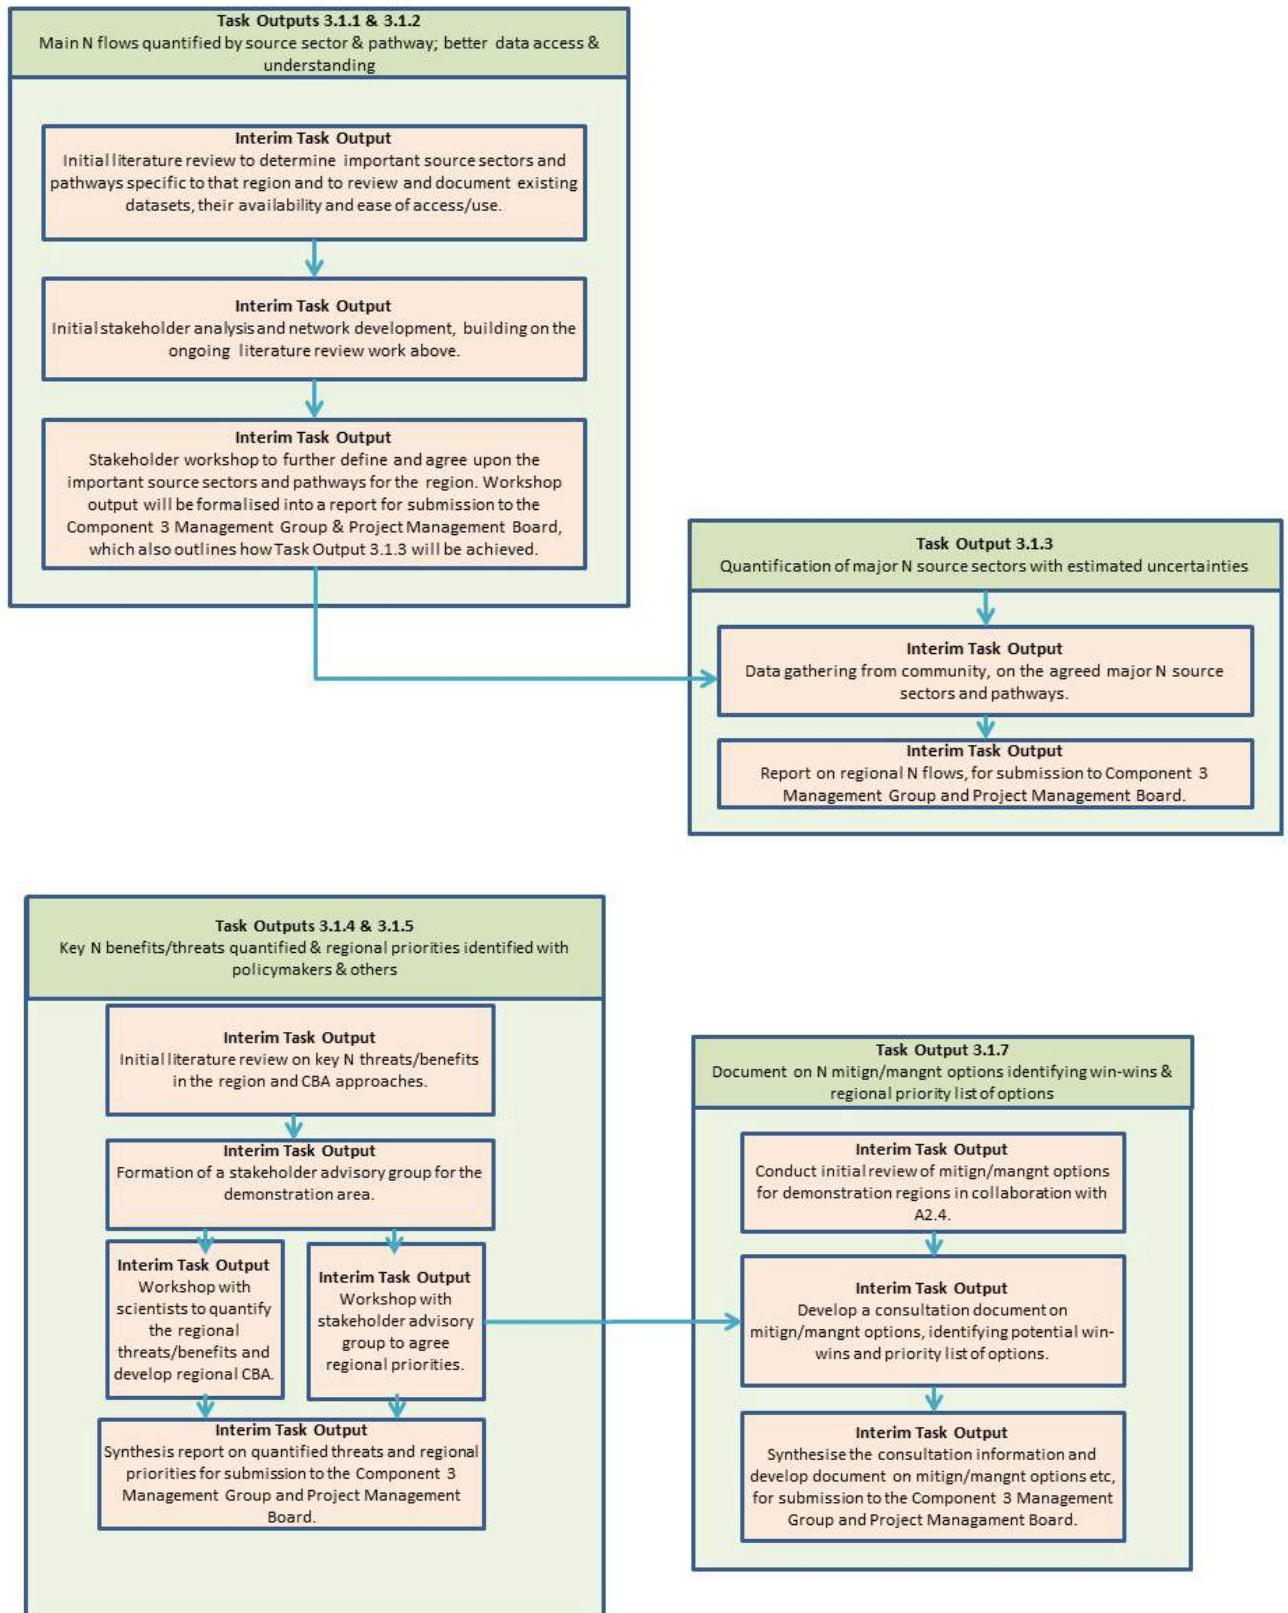 Task Outputs 3.1.1 & 3.1.2
Main N flows quantified by source sector & pathway; better data access &
understanding
Interim Task Output
Initial literature review to determine important source sectors and
pathways specific to that region and to review and document existing
datasets, their availability and ease of access/use.
Interim Task Output
Initial stakeholder analysis and network development, building on the
ongoing literature review work above.
Interim Task Output
Stakeholder workshop to further define and agree upon the
important source sectors and pathways for the region. Workshop
output will be formalised into a report for submission to the
Component 3 Management Group & Project Management Board,
which also outlines how Task Output 3.1.3 will be achieved.
Task Output 3.1.3
Quantification of major N source sectors with estimated uncertainties
Interim Task Output
Data gathering from community, on the agreed major N source
sectors and pathways.
Interim Task Output
Report on regional N flows, for submission to Component 3
Management Group and Project Management Board.
Task Outputs 3.1.4 & 3.1.5
Key N benefits/threats quantified & regional priorities identified with
policymakers & others
Interim Task Output
Initial literature review on key N threats/benefits
in the region and CBA approaches.
Interim Task Output
Formation of a stakeholder advisory group for the
demonstration area.
Interim Task Output
Workshop with
scientists to quantify
the regional
threats/benefits and
develop regional CBA.
Interim Task Output
Workshop with
stakeholder advisory
group to agree
regional priorities.
Interim Task Output
Synthesis report on quantified threats and regional
priorities for submission to the Component 3
Management Group and Project Management
Board.
Task Output 3.1.7
Document on N mitign/mangnt options identifying win-wins &
regional priority list of options
Interim Task Output
Conduct initial review of mitign/mangnt options
for demonstration regions in collaboration with
A2.4.
Interim Task Output
Develop a consultation document on
mitign/mangnt options, identifying potential win-
wins and priority list of options.
Interim Task Output
Synthesise the consultation information and
develop document on mitign/mangnt options etc,
for submission to the Component 3 Management
Group and Project Managament Board.